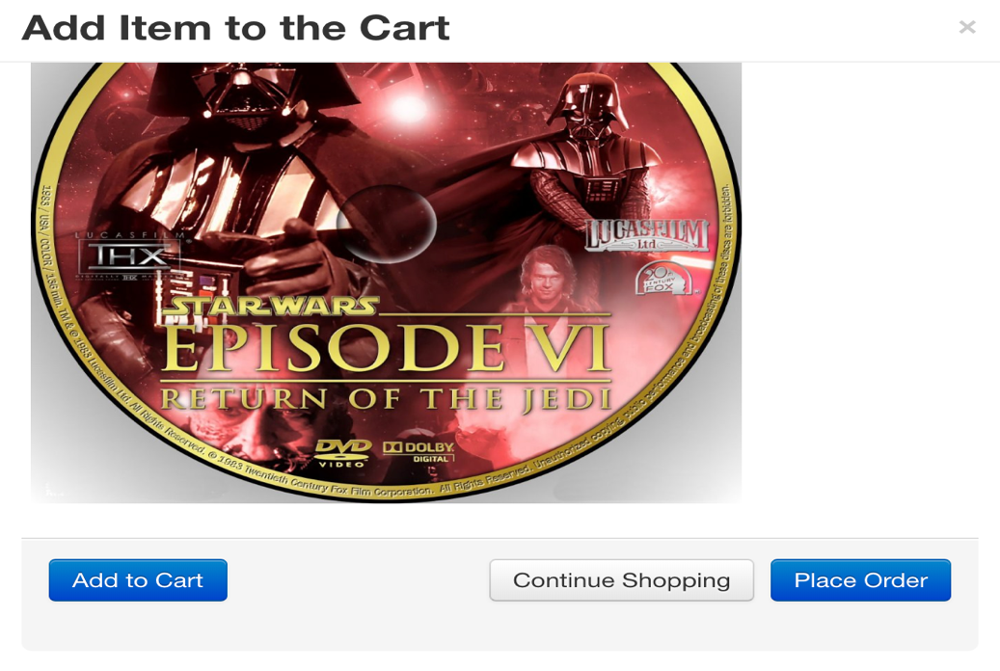 Add Item to the Cart
×
LUCASFILM
THX
LUCASFILM
Ltd
20th
CENTURY
FOX
STAR WARS
EPISODE VI
RETURN OF THE JEDI
DVD
VIDEO
DOLBY
DIGITAL
1983 / USA / COLOR / 136 min. TM & © 1983 Lucasfilm Ltd. All Rights Reserved. © 1983 Twentieth Century Fox Film Corporation. All Rights Reserved. Unauthorized copying, public performance and broadcasting of these discs are forbidden.
Add to Cart
Continue Shopping
Place Order